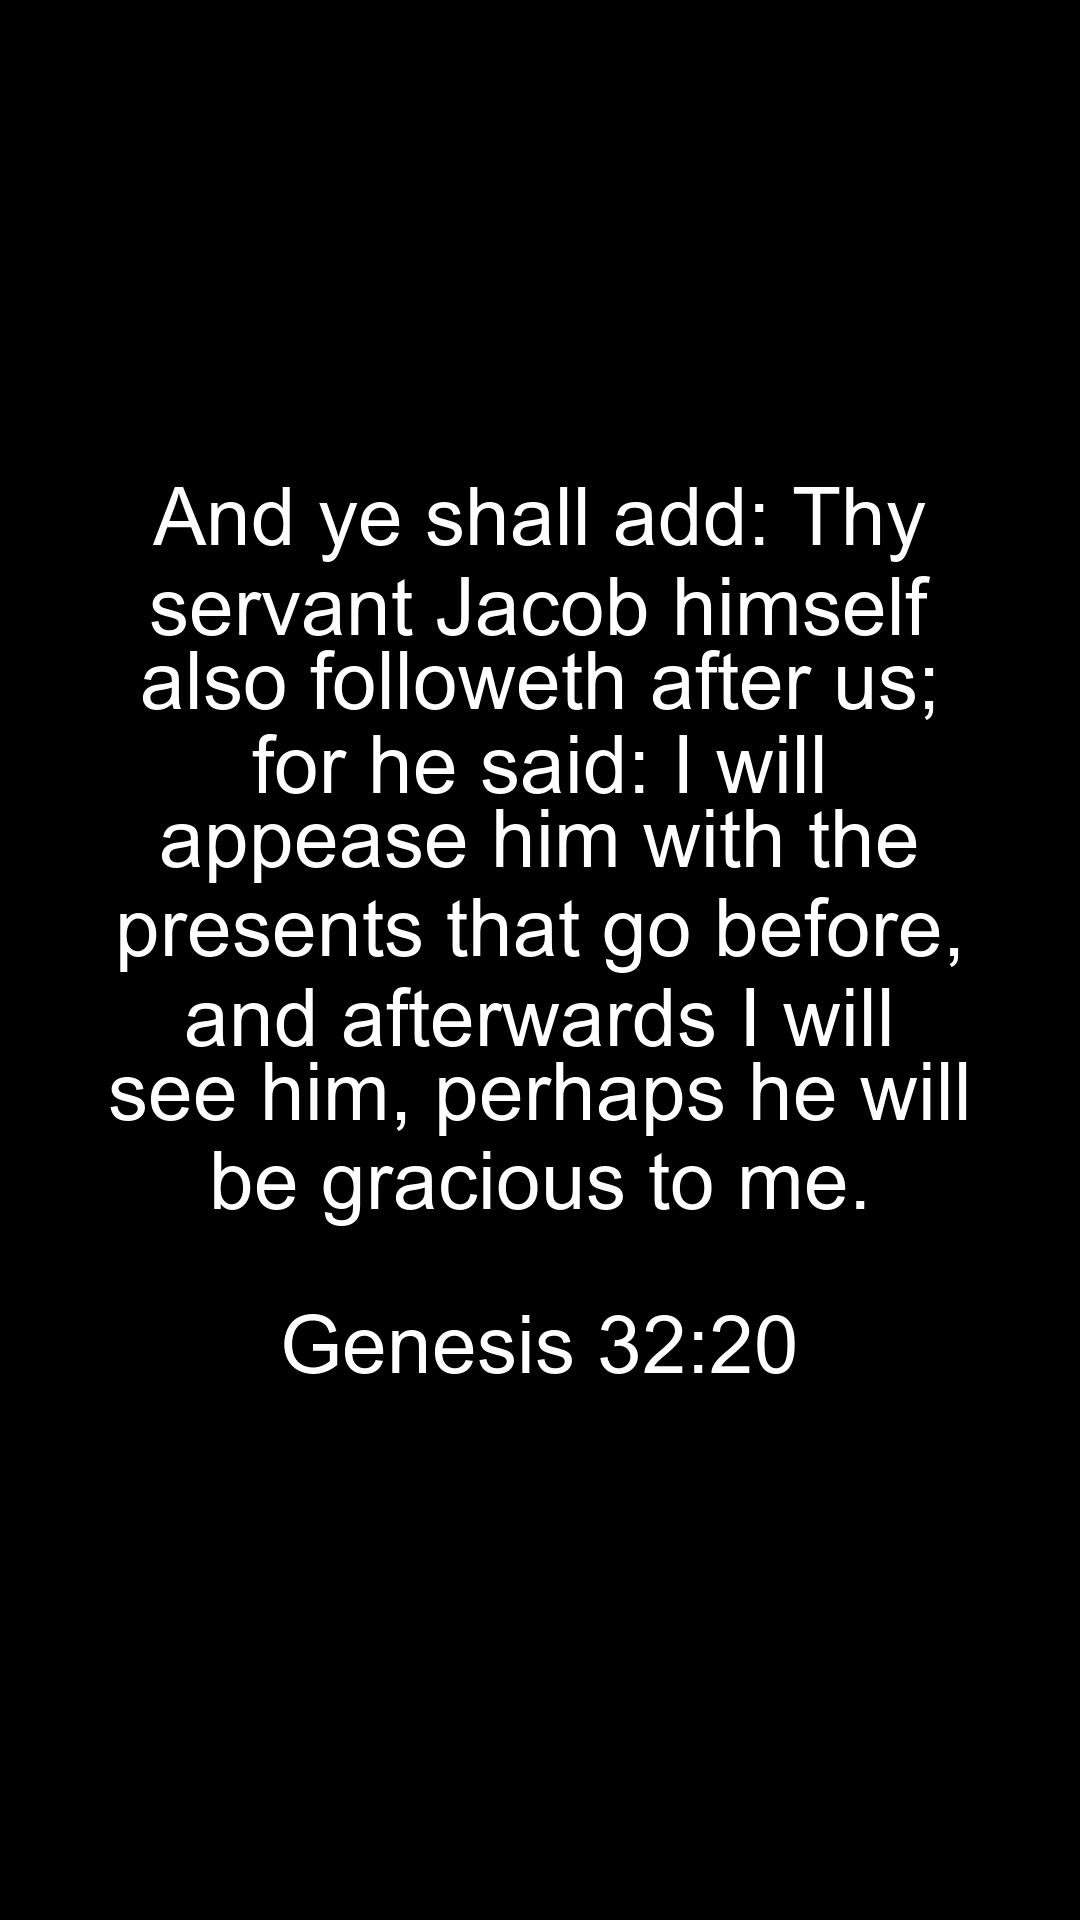 And ye shall add: Thy
servant Jacob himself
also followeth after us;
for he said: I will
appease him with the
presents that go before,
and afterwards I will
see him, perhaps he will
be gracious to me.
Genesis 32:20